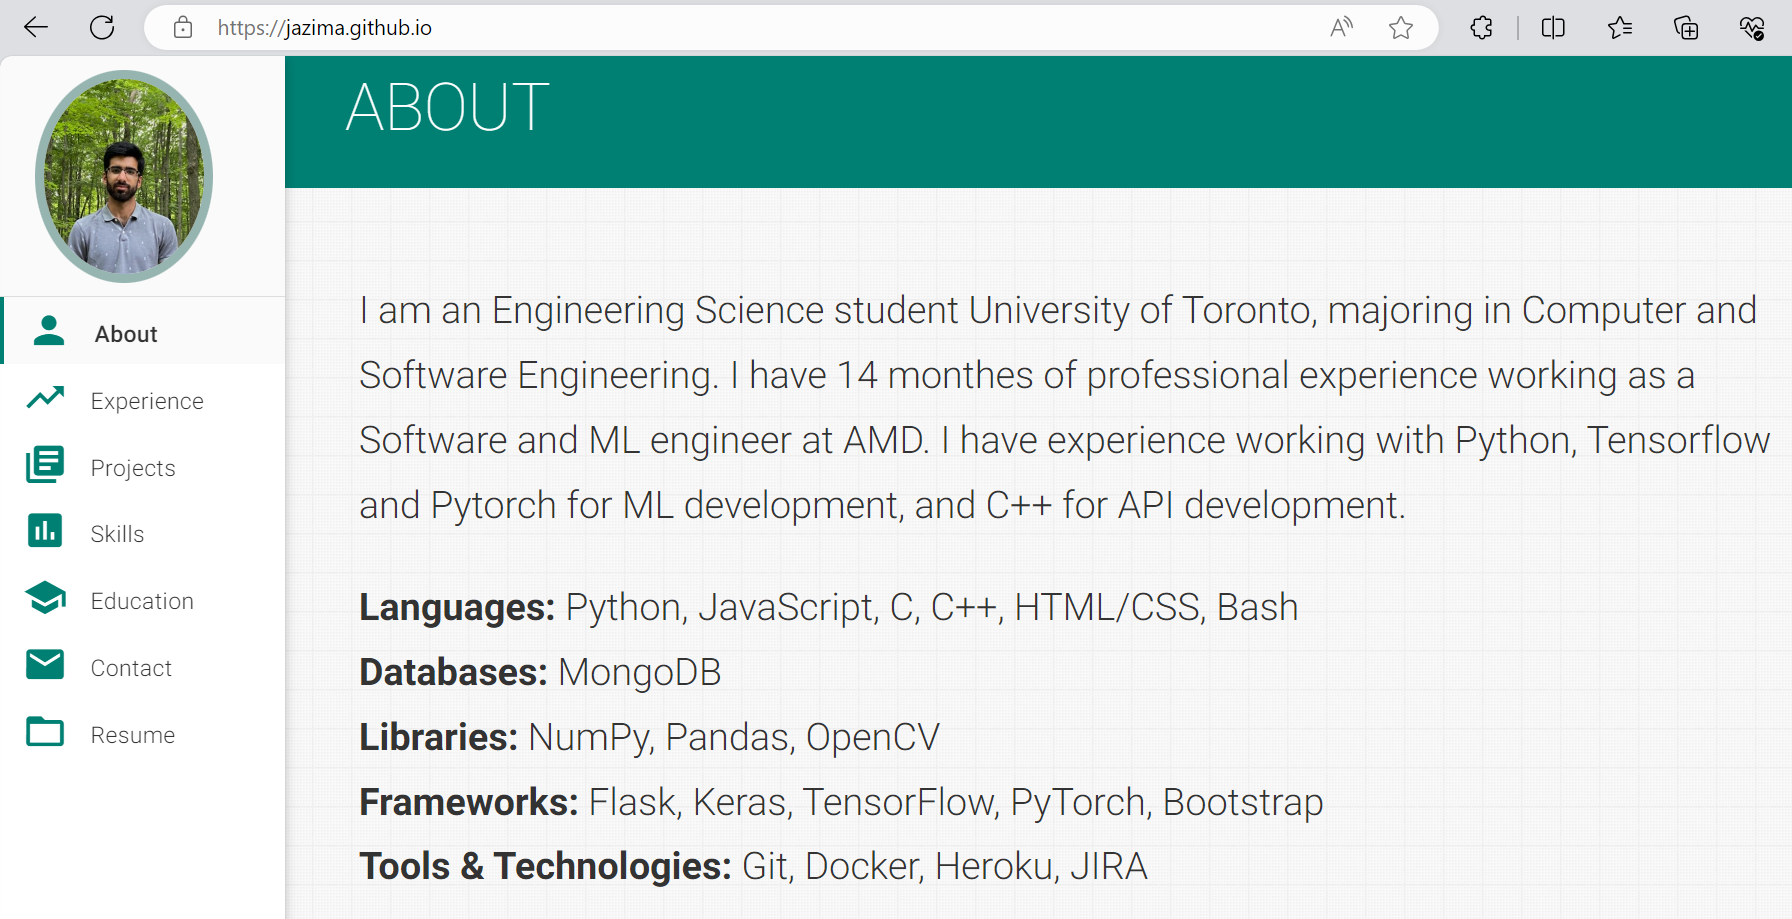 https://jazima.github.io
ABOUT
About
Experience
Projects
Skills
Education
Contact
Resume
I am an Engineering Science student University of Toronto, majoring in Computer and
Software Engineering. I have 14 monthes of professional experience working as a
Software and ML engineer at AMD. I have experience working with Python, Tensorflow
and Pytorch for ML development, and C++ for API development.
Languages: Python, JavaScript, C, C++, HTML/CSS, Bash
Databases: MongoDB
Libraries: NumPy, Pandas, OpenCV
Frameworks: Flask, Keras, TensorFlow, PyTorch, Bootstrap
Tools & Technologies: Git, Docker, Heroku, JIRA